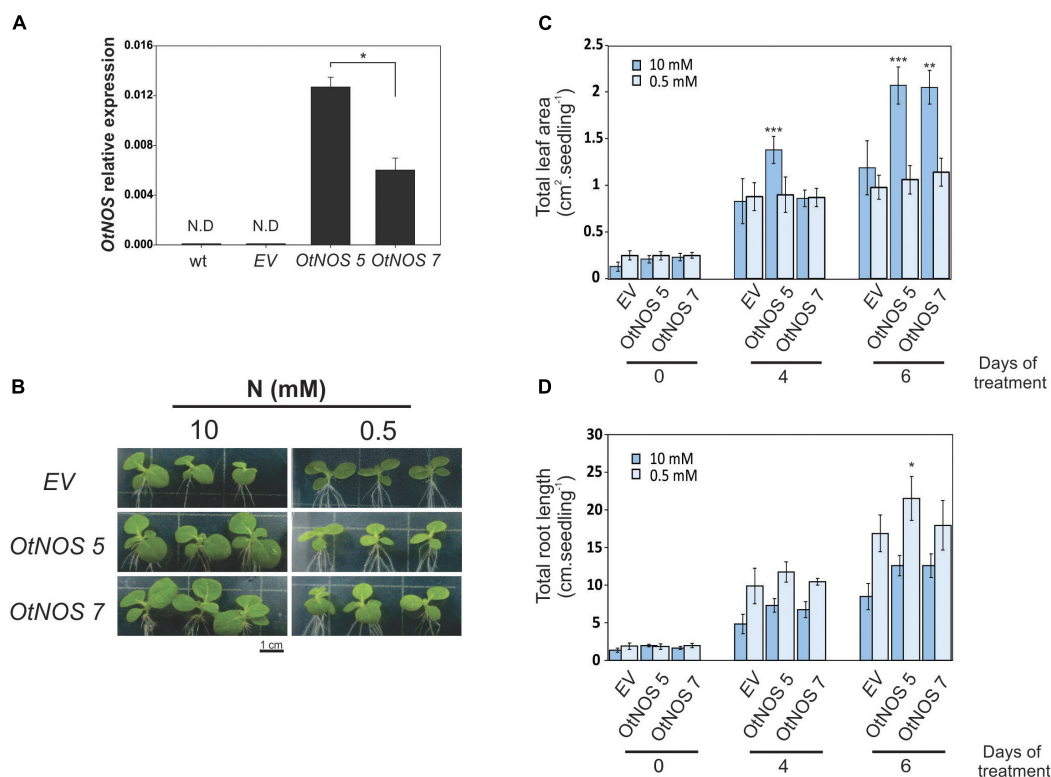 A
OtNOS relative expression
0.016
0.012
0.008
0.004
0.000
*
N.D N.D
wt EV OtNOS 5 OtNOS 7
B
N (mM)
10 0.5
EV
OtNOS 5
OtNOS 7
1 cm
C
Total leaf area
(cm².seedling⁻¹)
2.5
2
1.5
1
0.5
0
10 mM
0.5 mM
*** *** **
EV OtNOS 5 OtNOS 7 EV OtNOS 5 OtNOS 7 EV OtNOS 5 OtNOS 7
0 4 6
Days of
treatment
D
Total root length
(cm.seedling⁻¹)
30
25
20
15
10
5
0
10 mM
0.5 mM
*
EV OtNOS 5 OtNOS 7 EV OtNOS 5 OtNOS 7 EV OtNOS 5 OtNOS 7
0 4 6
Days of
treatment